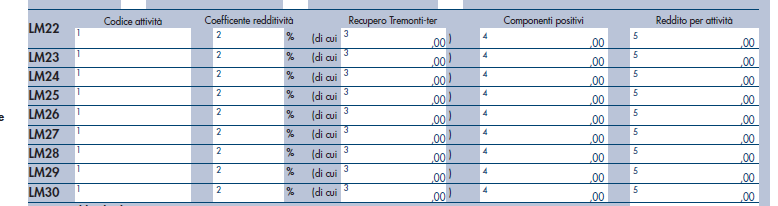 Codice attività Coefficente redditività Recupero Tremonti-ter Componenti positivi Reddito per attività
LM22 1 2 % (di cui 3 ,00 ) 4 ,00 5 ,00
LM23 1 2 % (di cui 3 ,00 ) 4 ,00 5 ,00
LM24 1 2 % (di cui 3 ,00 ) 4 ,00 5 ,00
LM25 1 2 % (di cui 3 ,00 ) 4 ,00 5 ,00
LM26 1 2 % (di cui 3 ,00 ) 4 ,00 5 ,00
LM27 1 2 % (di cui 3 ,00 ) 4 ,00 5 ,00
LM28 1 2 % (di cui 3 ,00 ) 4 ,00 5 ,00
LM29 1 2 % (di cui 3 ,00 ) 4 ,00 5 ,00
LM30 1 2 % (di cui 3 ,00 ) 4 ,00 5 ,00